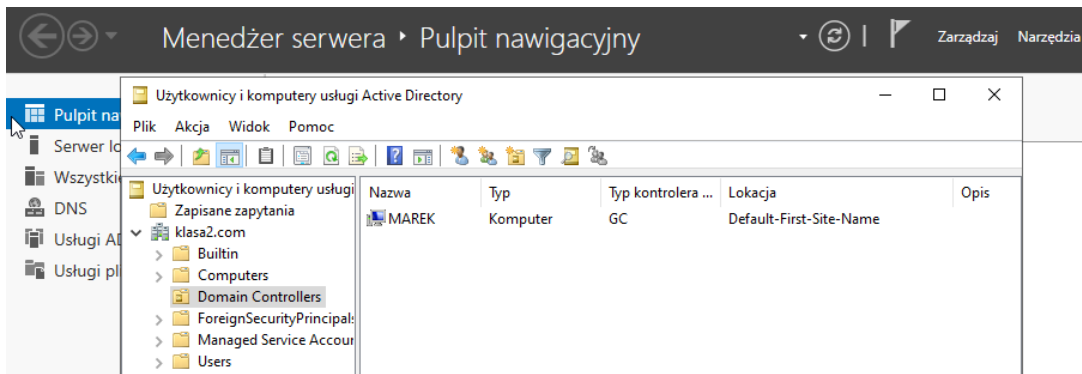 Menedżer serwera ‣ Pulpit nawigacyjny
Zarządzaj Narzędzia
Pulpit na
Serwer lo
Wszystkie
DNS
Usługi AD
Usługi pl
Użytkownicy i komputery usługi Active Directory
Plik Akcja Widok Pomoc
Użytkownicy i komputery usługi
Zapisane zapytania
klasa2.com
Builtin
Computers
Domain Controllers
ForeignSecurityPrincipals
Managed Service Accour
Users
Nazwa Typ Typ kontrolera ... Lokacja Opis
MAREK Komputer GC Default-First-Site-Name